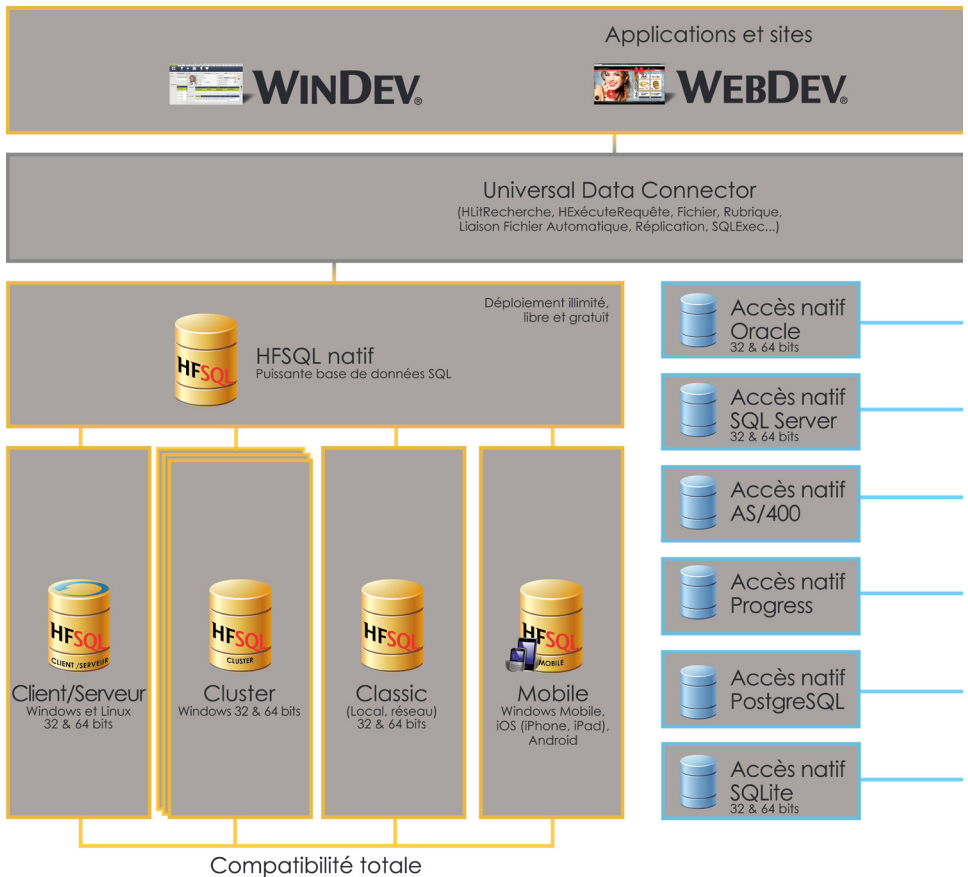 Applications et sites
WINDEV®
WEBDEV®
Universal Data Connector
(HLitRecherche, HExécuteRequête, Fichier, Rubrique,
Liaison Fichier Automatique, Réplication, SQLExec...)
Déploiement illimité,
libre et gratuit
HFSQL
HFSQL natif
Puissante base de données SQL
HFSQL
CLIENT/SERVEUR
Client/Serveur
Windows et Linux
32 & 64 bits
HFSQL
CLUSTER
Cluster
Windows 32 & 64 bits
HFSQL
Classic
(Local, réseau)
32 & 64 bits
HFSQL
MOBILE
Mobile
Windows Mobile,
iOS (iPhone, iPad),
Android
Compatibilité totale
Accès natif
Oracle
32 & 64 bits
Accès natif
SQL Server
32 & 64 bits
Accès natif
AS/400
Accès natif
Progress
Accès natif
PostgreSQL
Accès natif
SQLite
32 & 64 bits